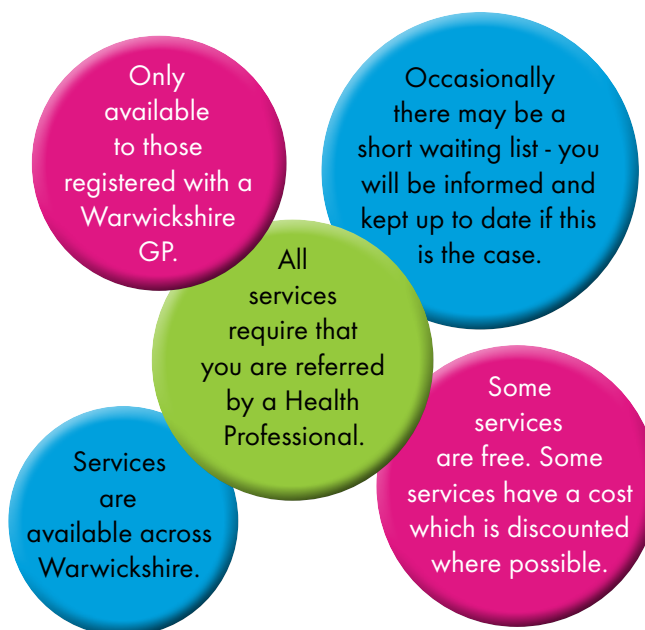 Only
available
to those
registered with a
Warwickshire
GP.
Occasionally
there may be a
short waiting list - you
will be informed and
kept up to date if this
is the case.
All
services
require that
you are referred
by a Health
Professional.
Some
services
are free. Some
services have a cost
which is discounted
where possible.
Services
are
available across
Warwickshire.